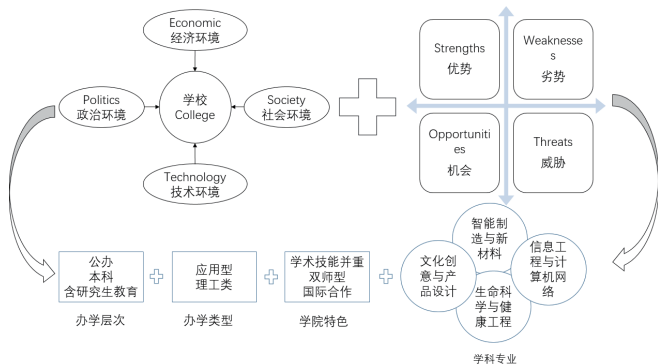 Economic
经济环境
Politics
政治环境
学校
College
Society
社会环境
Technology
技术环境
Strengths
优势
Weaknesse
s
劣势
Opportuniti
es
机会
Threats
威胁
公办
本科
含研究生教育
办学层次
应用型
理工类
办学类型
学术技能并重
双师型
国际合作
学院特色
文化创
意与产
品设计
智能制
造与新
材料
生命科
学与健
康工程
信息工
程与计
算机网
络
学科专业